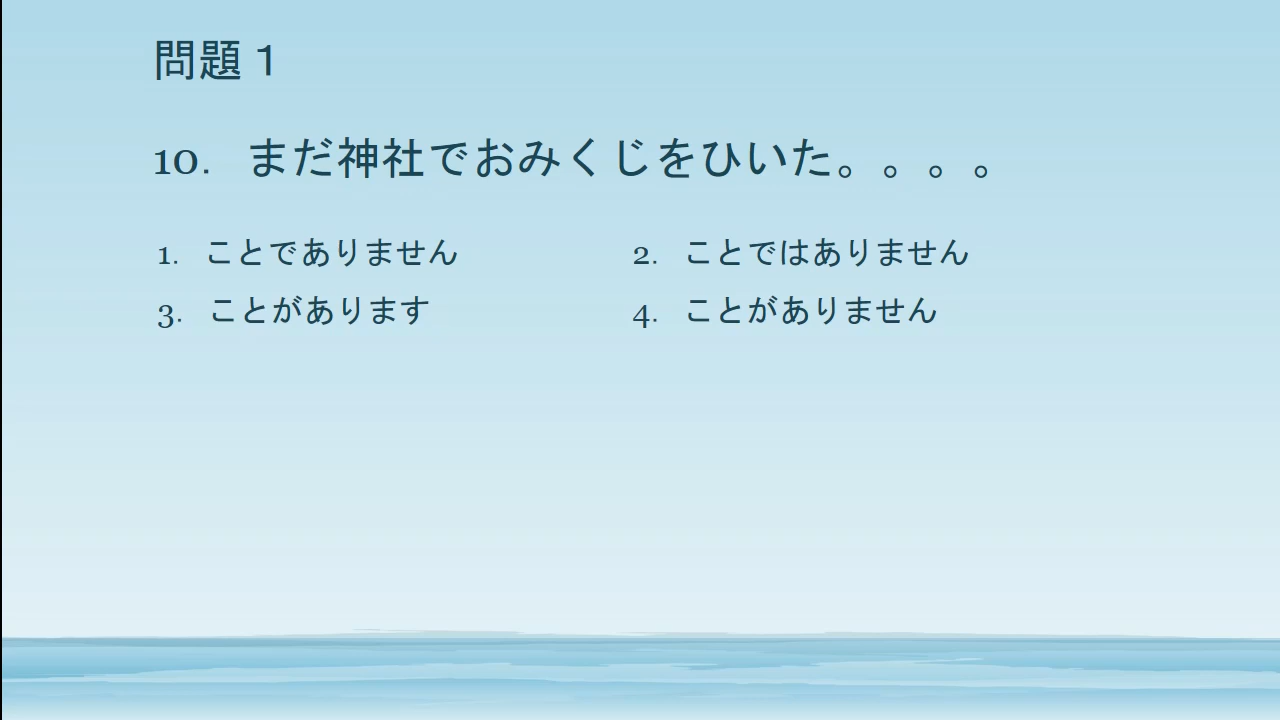 問題１
10. まだ神社でおみくじをひいた。。。。
1. ことでありません
2. ことではありません
3. ことがあります
4. ことがありません